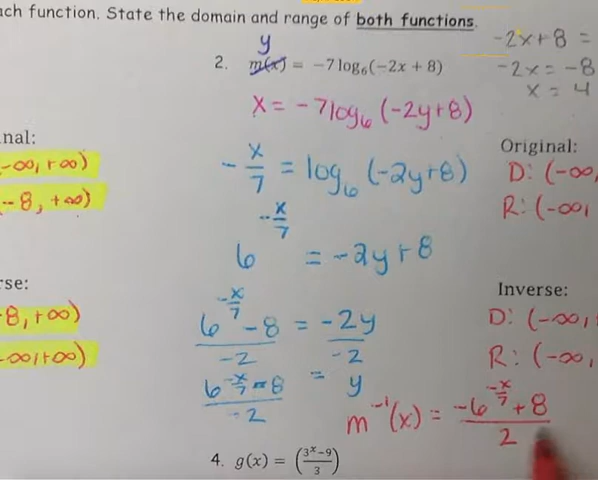 ach function. State the domain and range of both functions.
y
2. m(x) = -7 log₆(-2x + 8)
-2x+8 =
-2x = -8
x = 4
x = -7log₆ (-2y+8)
-x/7 = log₆ (-2y+8)
6^(-x/7) = -2y+8
(6^(-x/7) - 8)/-2 = -2y/-2
(6^(-x/7) - 8)/-2 = y
m⁻¹(x) = (-6^(-x/7) + 8)/2
nal:
-∞, +∞)
-8, +∞)
rse:
8, +∞)
-∞, +∞)
Original:
D: (-∞,
R: (-∞,
Inverse:
D: (-∞,
R: (-∞,
4. g(x) = ((3^x-9)/3)